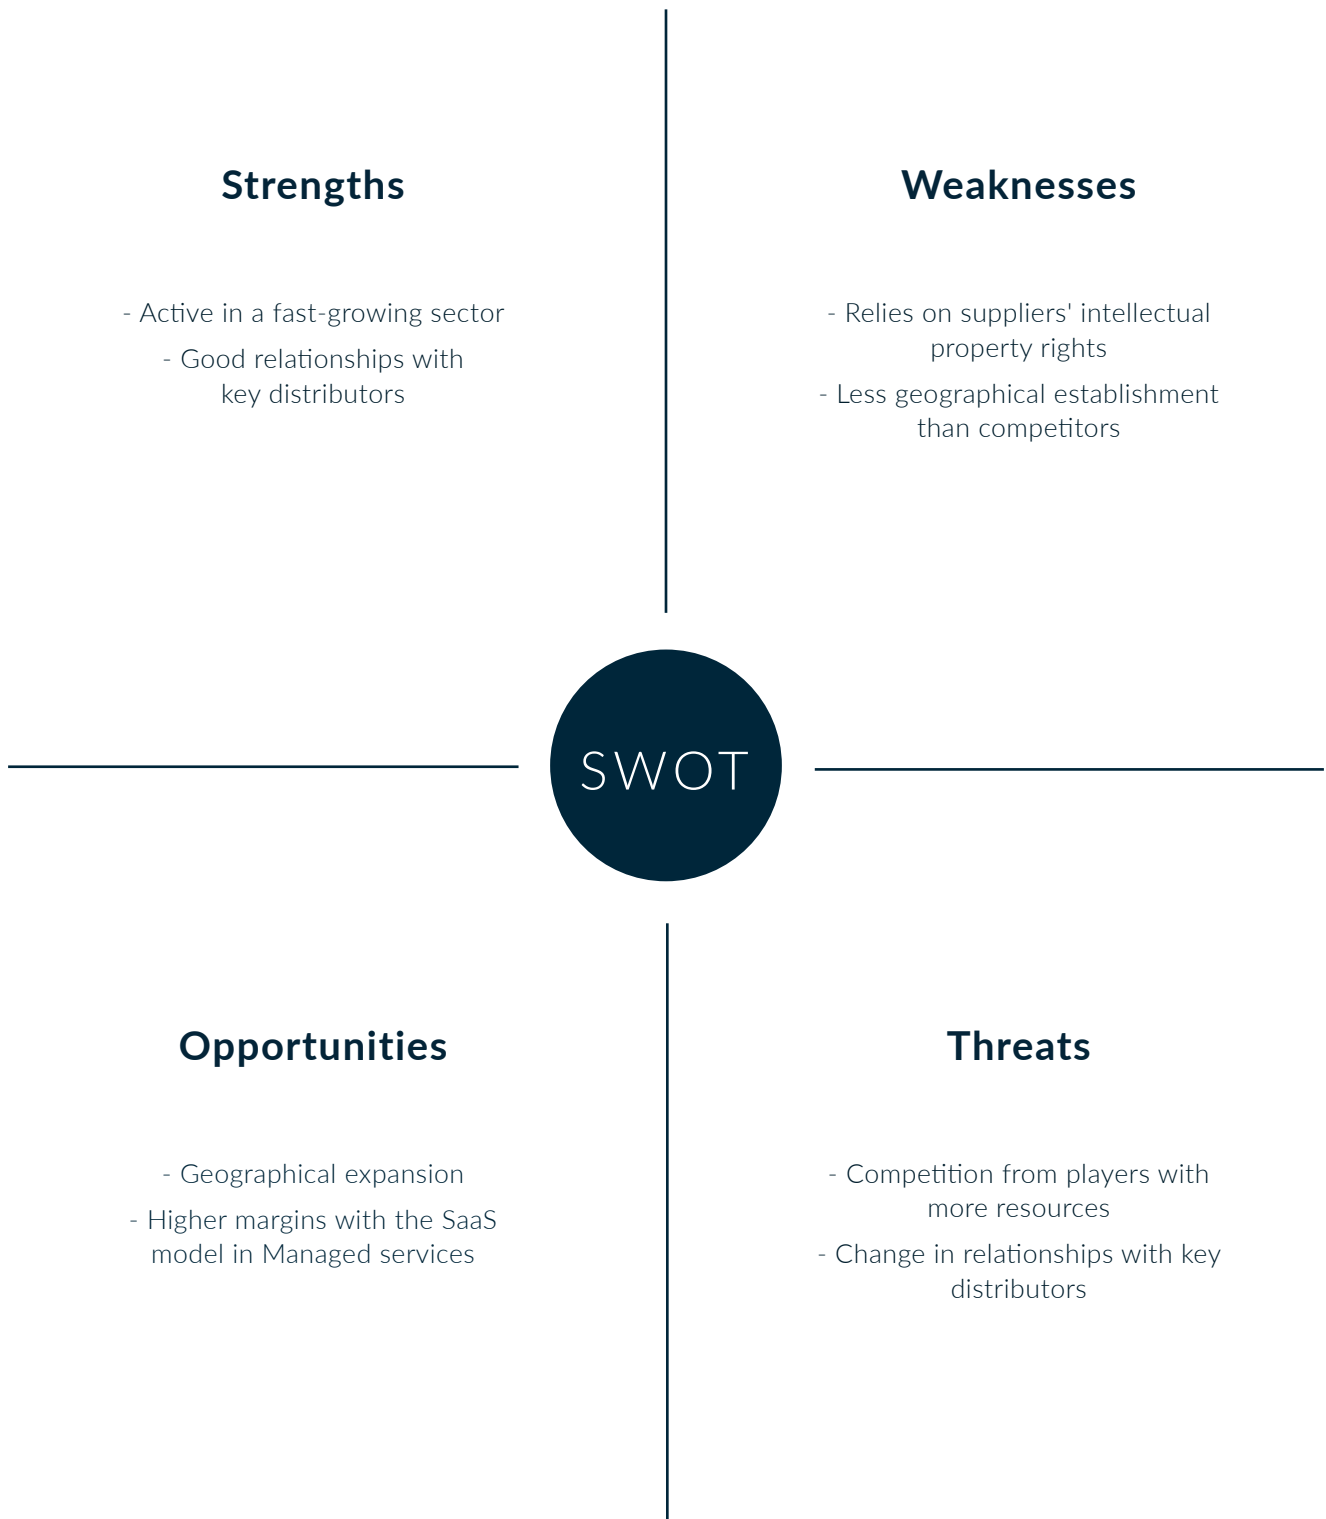 Strengths
- Active in a fast-growing sector
- Good relationships with
key distributors
Weaknesses
- Relies on suppliers' intellectual
property rights
- Less geographical establishment
than competitors
SWOT
Opportunities
- Geographical expansion
- Higher margins with the SaaS
model in Managed services
Threats
- Competition from players with
more resources
- Change in relationships with key
distributors